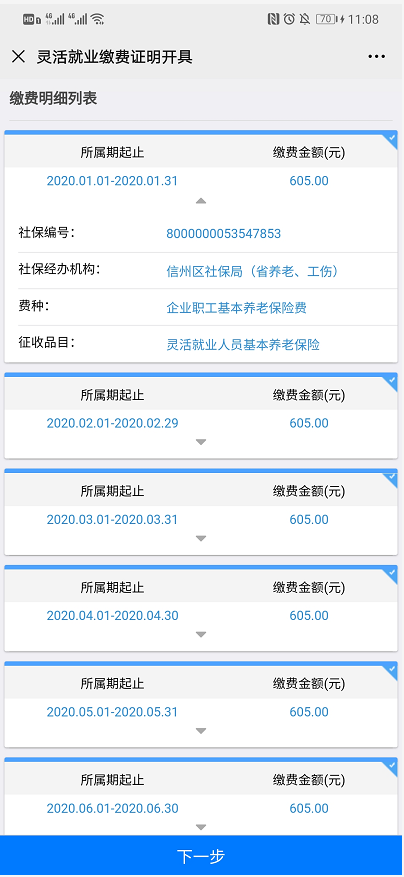 HD 4G 4G 70 11:08
灵活就业缴费证明开具
缴费明细列表
所属期起止 缴费金额(元)
2020.01.01-2020.01.31 605.00
社保编号： 8000000053547853
社保经办机构： 信州区社保局（省养老、工伤）
费种： 企业职工基本养老保险费
征收品目： 灵活就业人员基本养老保险
所属期起止 缴费金额(元)
2020.02.01-2020.02.29 605.00
所属期起止 缴费金额(元)
2020.03.01-2020.03.31 605.00
所属期起止 缴费金额(元)
2020.04.01-2020.04.30 605.00
所属期起止 缴费金额(元)
2020.05.01-2020.05.31 605.00
所属期起止 缴费金额(元)
2020.06.01-2020.06.30 605.00
下一步